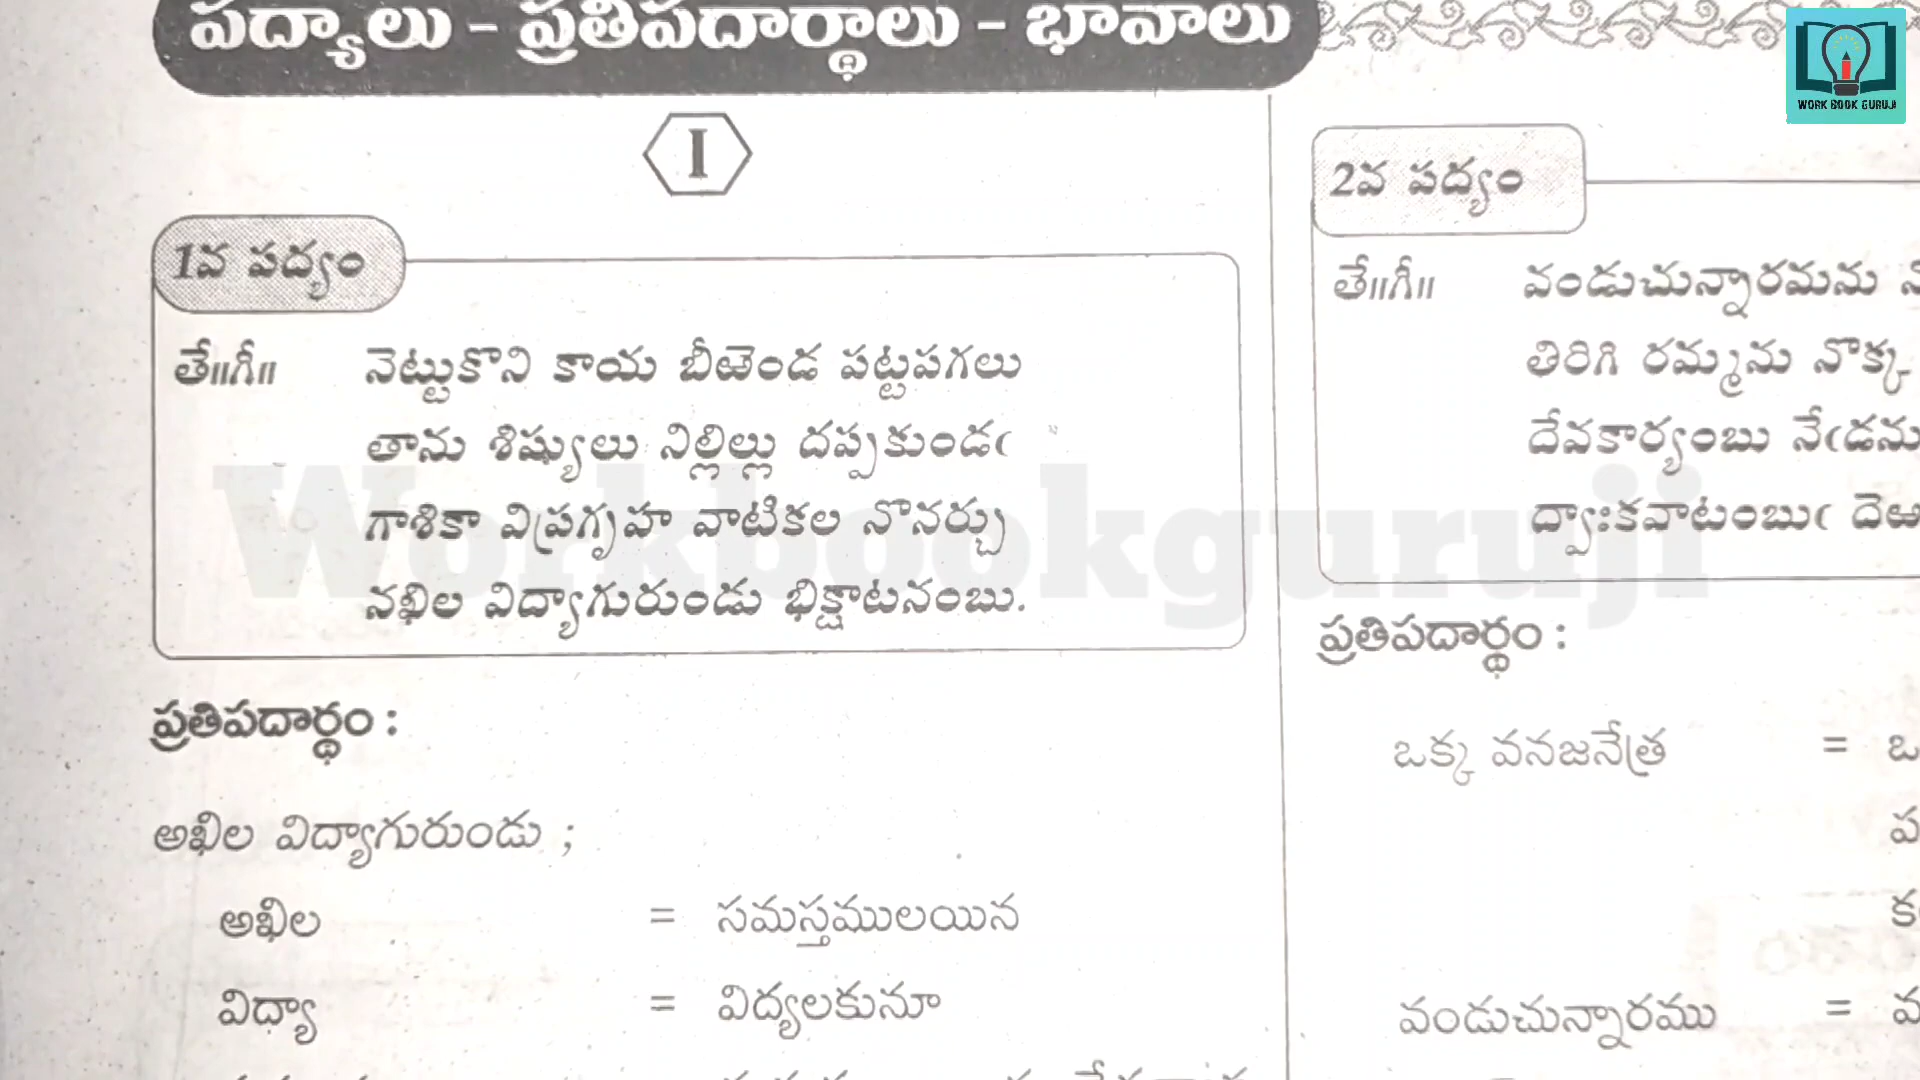 పద్యాలు - ప్రతిపదార్థాలు - భావాలు
WORK BOOK GURUJI
I
1వ పద్యం
తే॥గీ॥ నెట్టుకొని కాయ బీఱెండ పట్టపగలు
తాను శిష్యులు నిల్లిల్లు దప్పకుండఁ
గాశికా విప్రగృహ వాటికల నొనర్చు
నఖిల విద్యాగురుండు భిక్షాటనంబు.
ప్రతిపదార్థం :
అఖిల విద్యాగురుండు ;
అఖిల = సమస్తములయిన
విధ్యా = విద్యలకునూ
2వ పద్యం
తే॥గీ॥ వండుచున్నారమను
తిరిగి రమ్మను నొక్క
దేవకార్యంబు నేఁడను
ద్వాఃకవాటంబుఁ దెఱ
ప్రతిపదార్థం :
ఒక్క వనజనేత్ర = ఒ
ప
క
వండుచున్నారము = వ
Workbookguruji